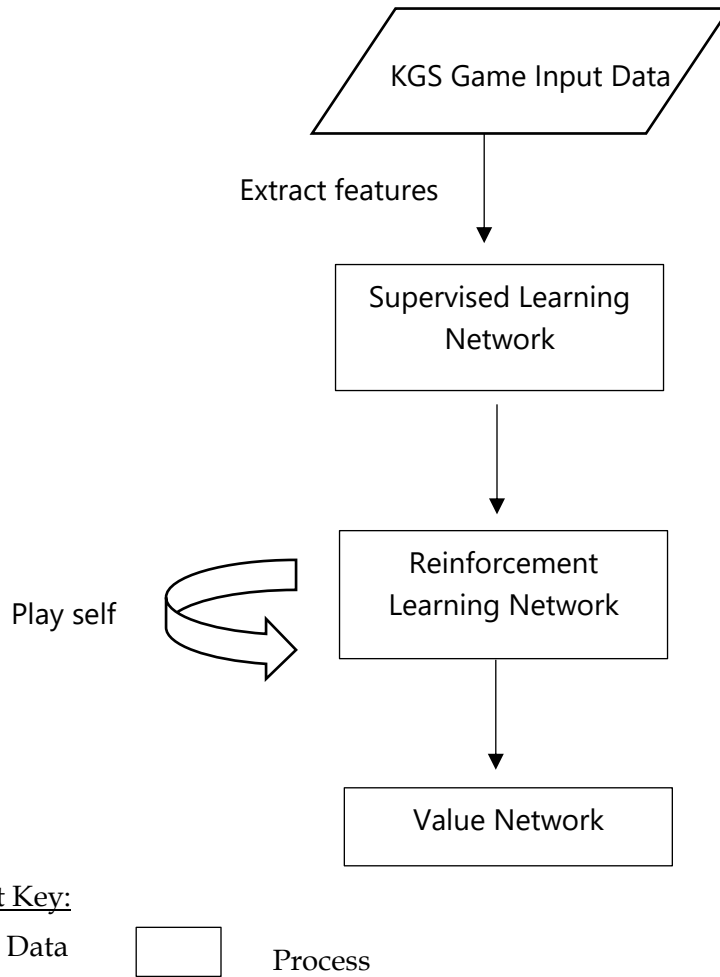 KGS Game Input Data
Extract features
Supervised Learning
Network
Reinforcement
Learning Network
Play self
Value Network
t Key:
Data
Process